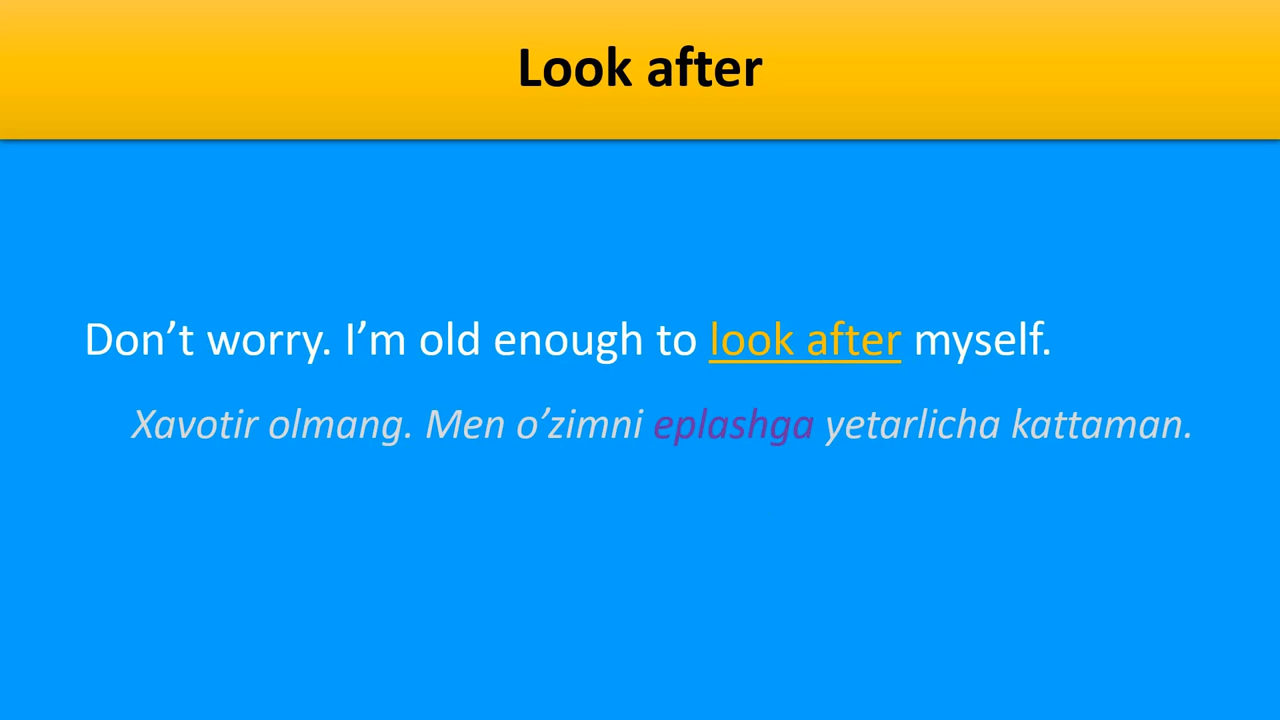 Look after
Don’t worry. I’m old enough to look after myself.
Xavotir olmang. Men o’zimni eplashga yetarlicha kattaman.